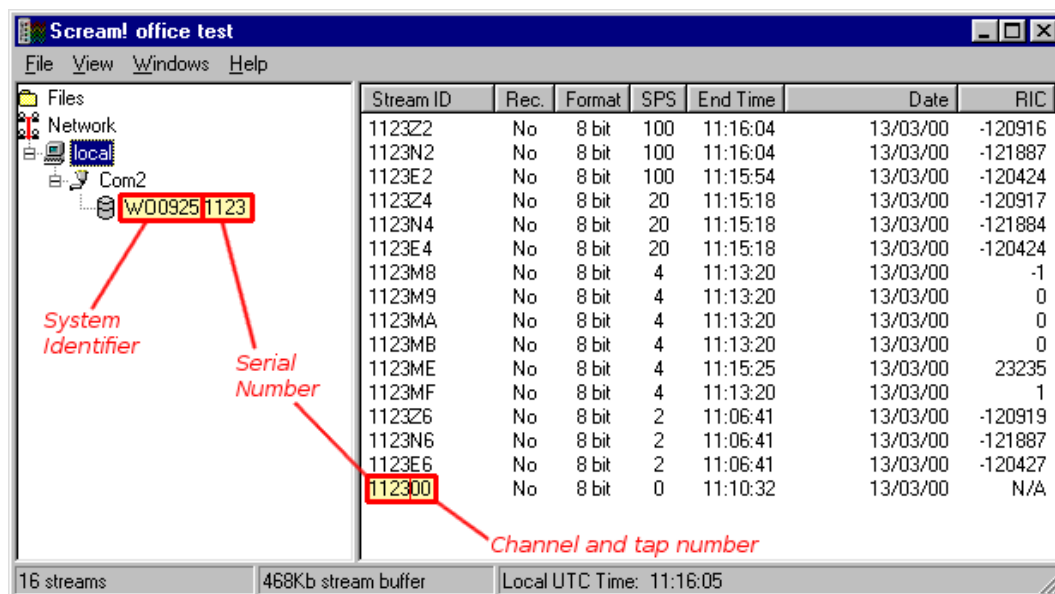 Scream! office test
File View Windows Help
Files
Network
local
Com2
WO0925 1123
System
Identifier
Serial
Number
Stream ID Rec. Format SPS End Time Date RIC
1123Z2 No 8 bit 100 11:16:04 13/03/00 -120916
1123N2 No 8 bit 100 11:16:04 13/03/00 -121887
1123E2 No 8 bit 100 11:15:54 13/03/00 -120424
1123Z4 No 8 bit 20 11:15:18 13/03/00 -120917
1123N4 No 8 bit 20 11:15:18 13/03/00 -121884
1123E4 No 8 bit 20 11:15:18 13/03/00 -120424
1123M8 No 8 bit 4 11:13:20 13/03/00 -1
1123M9 No 8 bit 4 11:13:20 13/03/00 0
1123MA No 8 bit 4 11:13:20 13/03/00 0
1123MB No 8 bit 4 11:13:20 13/03/00 0
1123ME No 8 bit 4 11:15:25 13/03/00 23235
1123MF No 8 bit 4 11:13:20 13/03/00 1
1123Z6 No 8 bit 2 11:06:41 13/03/00 -120919
1123N6 No 8 bit 2 11:06:41 13/03/00 -121887
1123E6 No 8 bit 2 11:06:41 13/03/00 -120427
112300 No 8 bit 0 11:10:32 13/03/00 N/A
Channel and tap number
16 streams 468Kb stream buffer Local UTC Time: 11:16:05